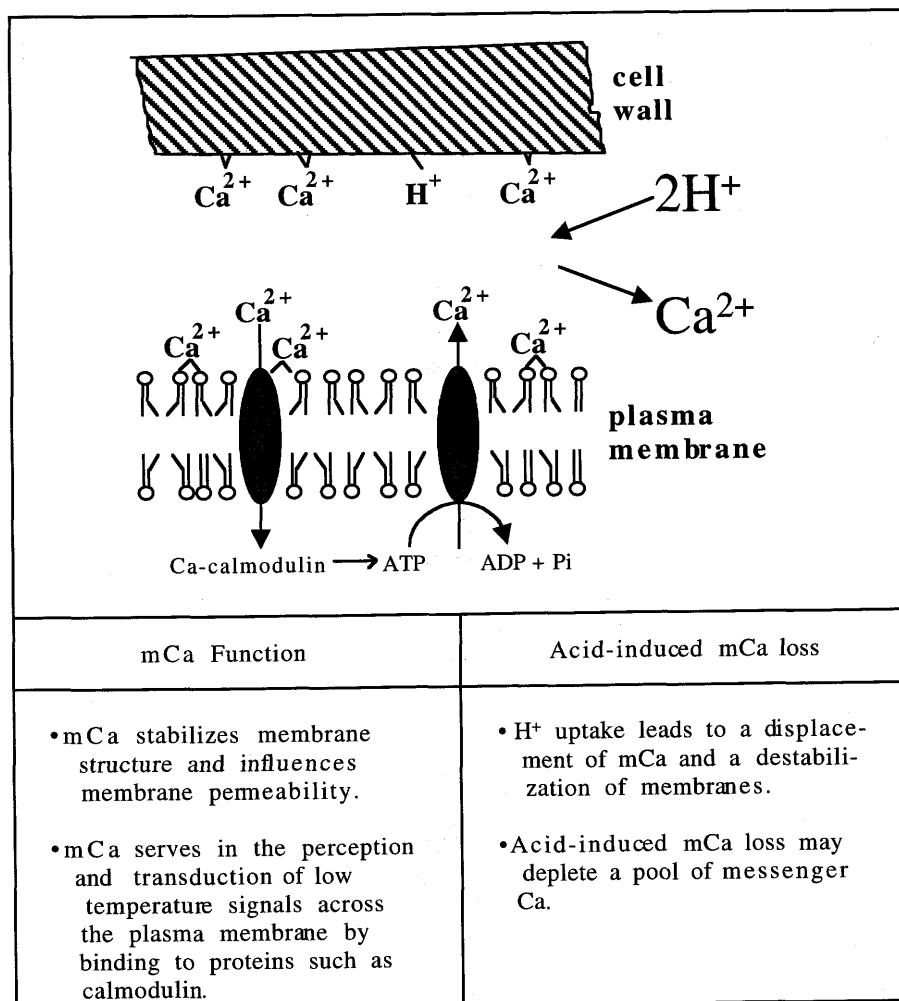 cell
wall
Ca2+ Ca2+ H+ Ca2+
2H+
Ca2+
Ca2+ Ca2+
Ca2+ Ca2+ Ca2+
plasma
membrane
Ca-calmodulin ATP ADP + Pi
mCa Function
Acid-induced mCa loss
•mCa stabilizes membrane
structure and influences
membrane permeability.
•mCa serves in the perception
and transduction of low
temperature signals across
the plasma membrane by
binding to proteins such as
calmodulin.
• H+ uptake leads to a displace-
ment of mCa and a destabili-
zation of membranes.
•Acid-induced mCa loss may
deplete a pool of messenger
Ca.